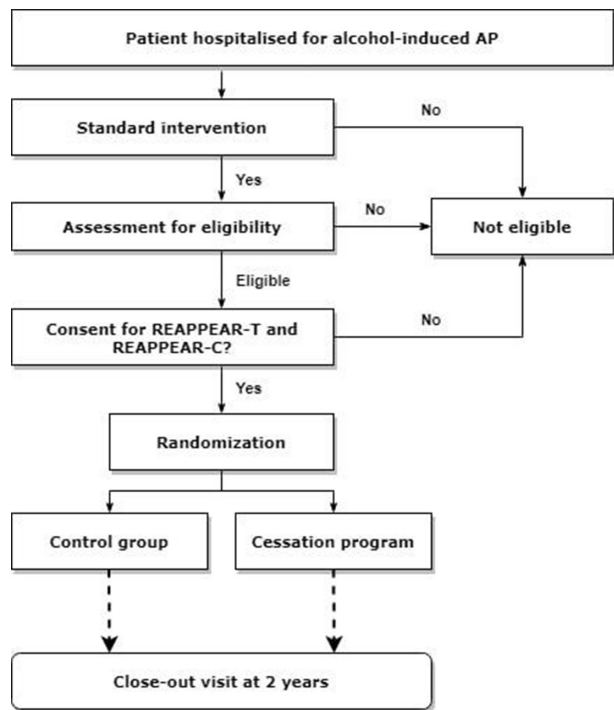 Patient hospitalised for alcohol-induced AP
Standard intervention
No
Yes
Assessment for eligibility
No
Not eligible
Eligible
Consent for REAPPEAR-T and
REAPPEAR-C?
No
Yes
Randomization
Control group
Cessation program
Close-out visit at 2 years